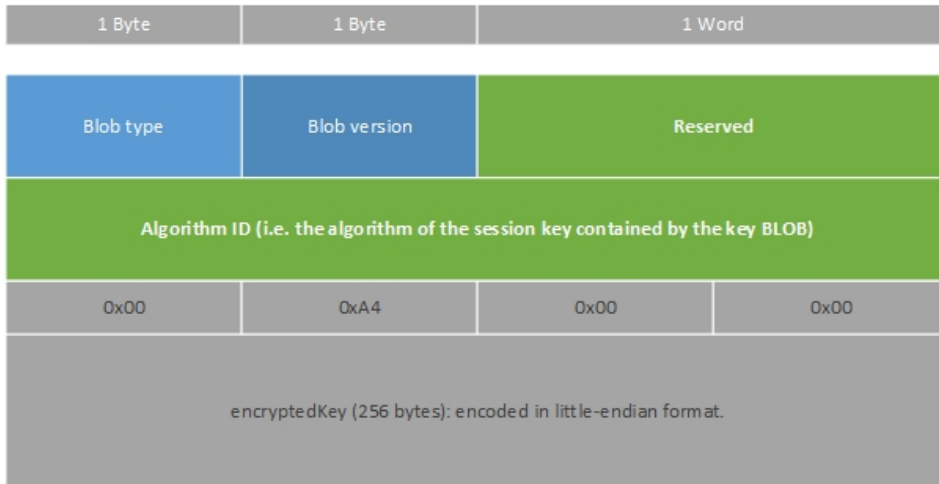 1 Byte 1 Byte 1 Word
Blob type Blob version Reserved
Algorithm ID (i.e. the algorithm of the session key contained by the key BLOB)
0x00 0xA4 0x00 0x00
encryptedKey (256 bytes): encoded in little-endian format.